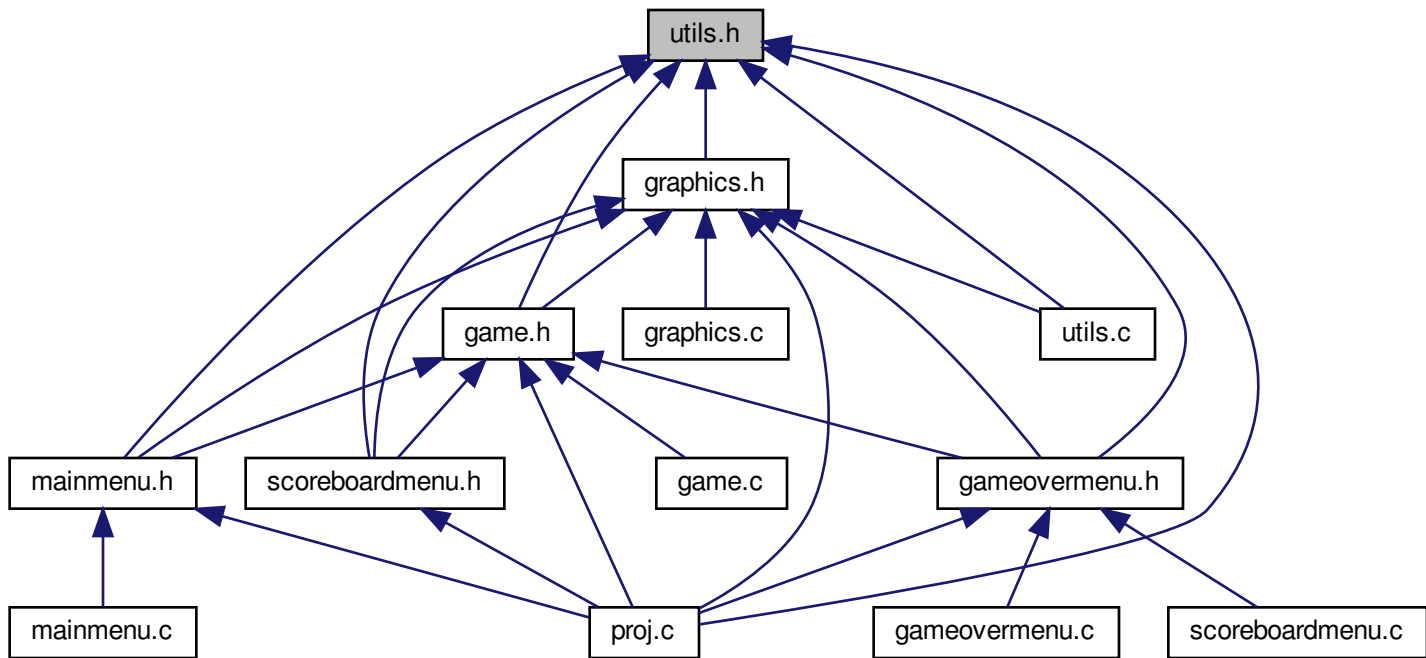 utils.h
graphics.h
game.h
graphics.c
utils.c
mainmenu.h
scoreboardmenu.h
game.c
gameovermenu.h
mainmenu.c
proj.c
gameovermenu.c
scoreboardmenu.c